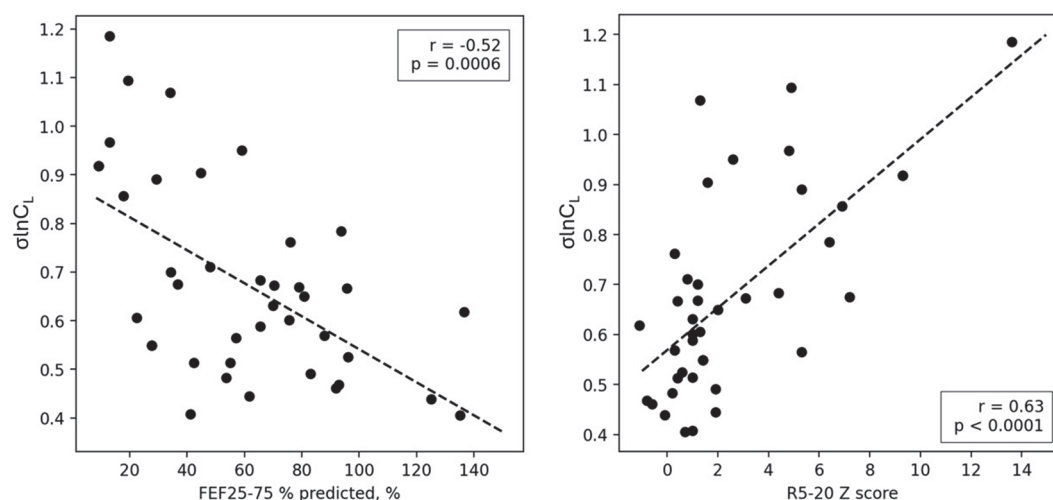 1.2
1.1
1.0
0.9
0.8
0.7
0.6
0.5
0.4
σlnC_L
r = -0.52
p = 0.0006
20 40 60 80 100 120 140
FEF25-75 % predicted, %
1.2
1.1
1.0
0.9
0.8
0.7
0.6
0.5
0.4
σlnC_L
r = 0.63
p < 0.0001
0 2 4 6 8 10 12 14
R5-20 Z score